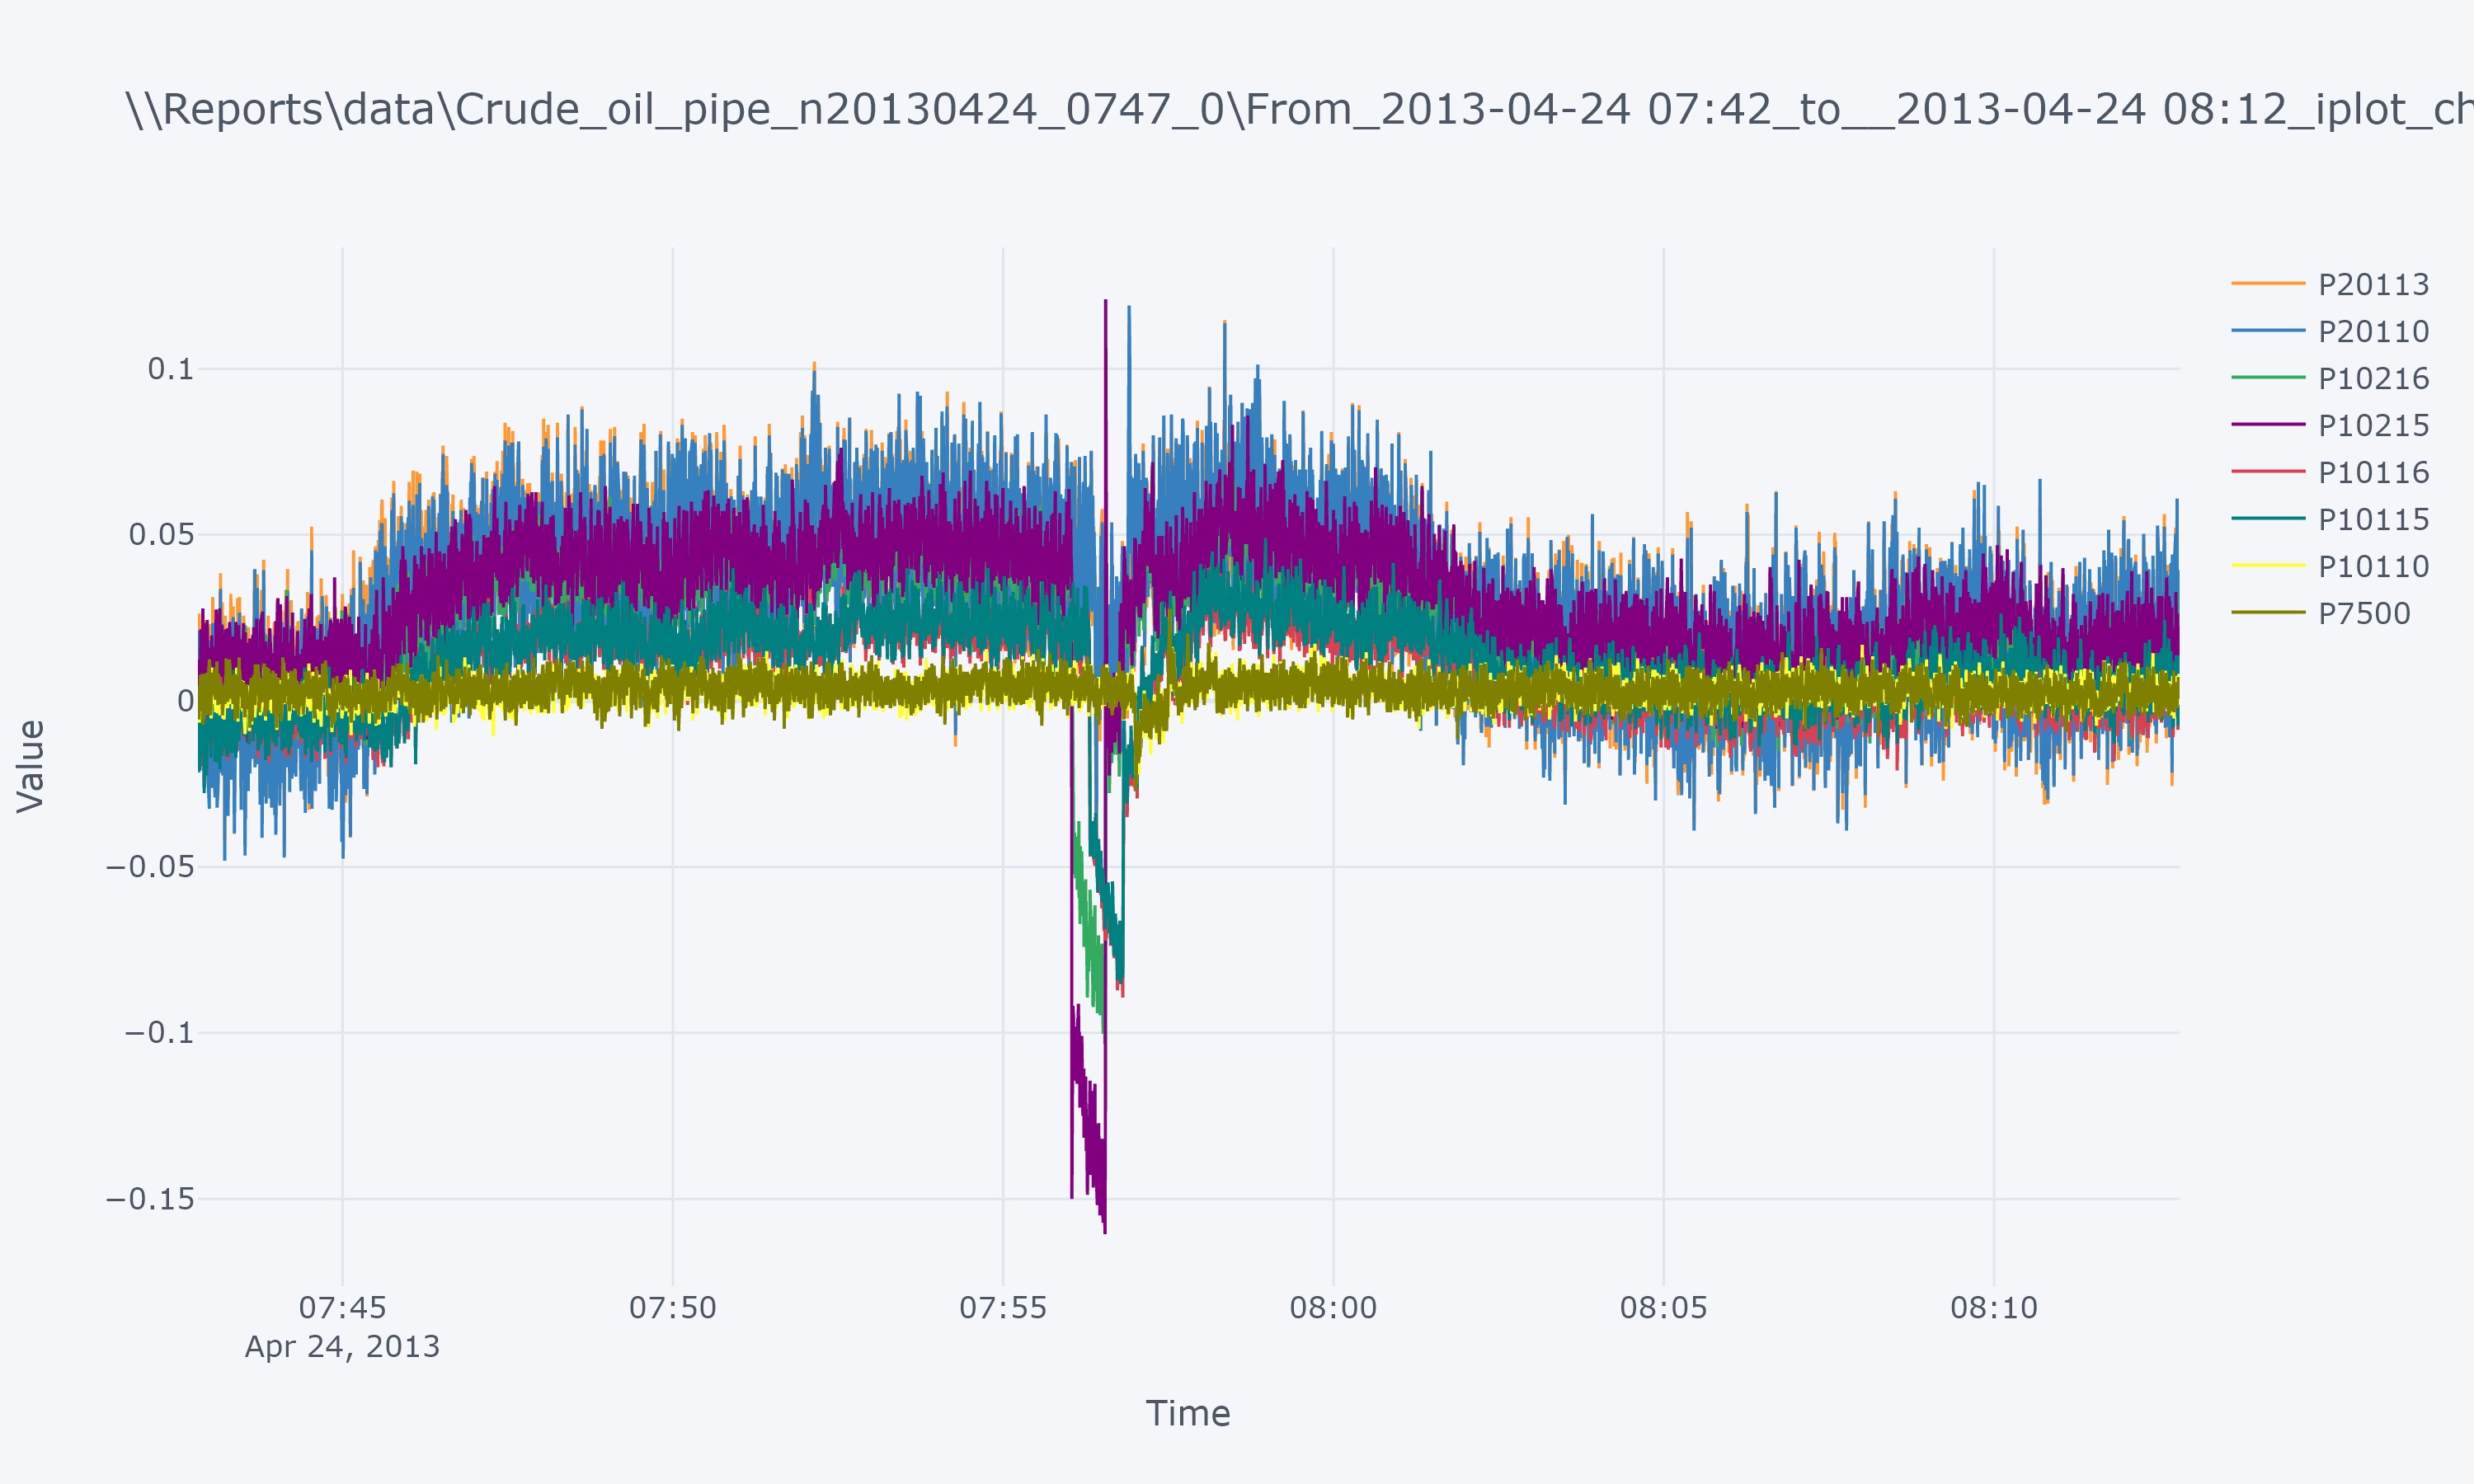 \\Reports\data\Crude_oil_pipe_n20130424_0747_0\From_2013-04-24 07:42_to__2013-04-24 08:12_iplot_ch
P20113
P20110
P10216
P10215
P10116
P10115
P10110
P7500
0.1
0.05
0
−0.05
−0.1
−0.15
Value
07:45
Apr 24, 2013
07:50
07:55
08:00
08:05
08:10
Time